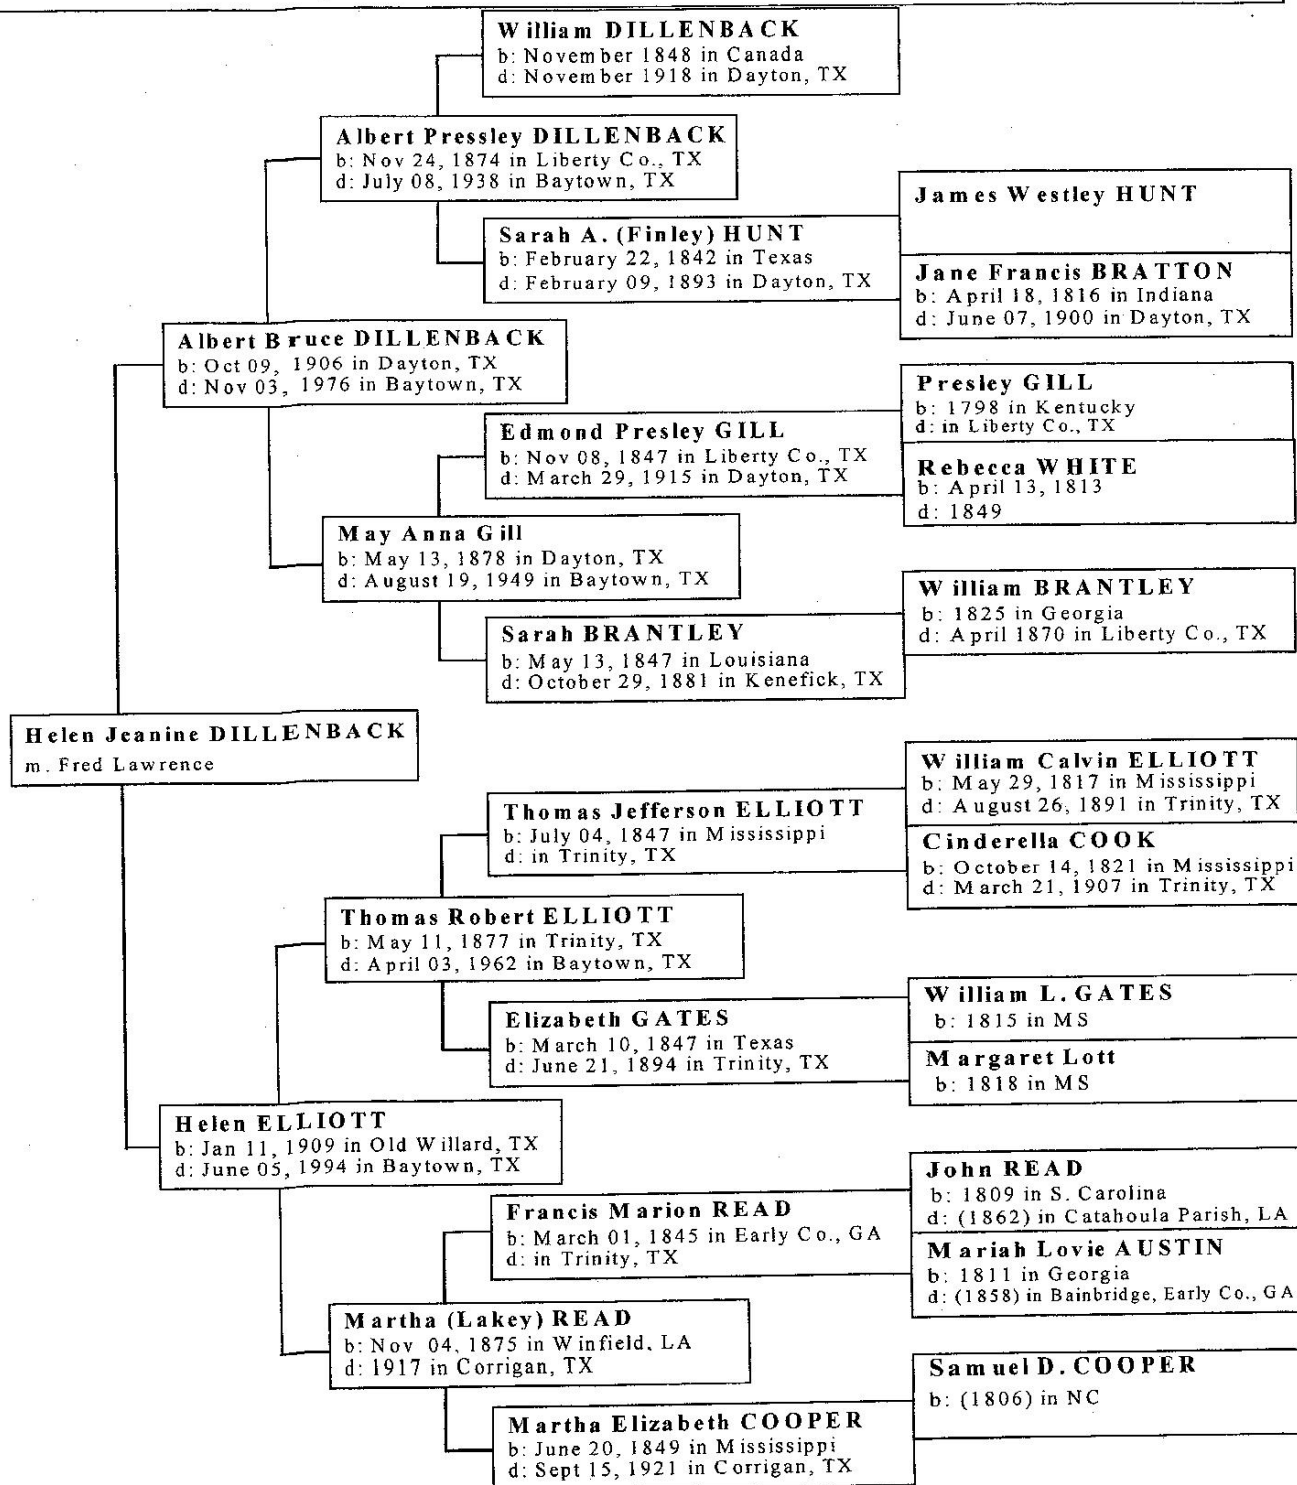 William DILLENBACK
b: November 1848 in Canada
d: November 1918 in Dayton, TX
Albert Pressley DILLENBACK
b: Nov 24, 1874 in Liberty Co., TX
d: July 08, 1938 in Baytown, TX
James Westley HUNT
Sarah A. (Finley) HUNT
b: February 22, 1842 in Texas
d: February 09, 1893 in Dayton, TX
Jane Francis BRATTON
b: April 18, 1816 in Indiana
d: June 07, 1900 in Dayton, TX
Albert Bruce DILLENBACK
b: Oct 09, 1906 in Dayton, TX
d: Nov 03, 1976 in Baytown, TX
Presley GILL
b: 1798 in Kentucky
d: in Liberty Co., TX
Edmond Presley GILL
b: Nov 08, 1847 in Liberty Co., TX
d: March 29, 1915 in Dayton, TX
Rebecca WHITE
b: April 13, 1813
d: 1849
May Anna Gill
b: May 13, 1878 in Dayton, TX
d: August 19, 1949 in Baytown, TX
William BRANTLEY
b: 1825 in Georgia
d: April 1870 in Liberty Co., TX
Sarah BRANTLEY
b: May 13, 1847 in Louisiana
d: October 29, 1881 in Kenefick, TX
Helen Jeanine DILLENBACK
m. Fred Lawrence
William Calvin ELLIOTT
b: May 29, 1817 in Mississippi
d: August 26, 1891 in Trinity, TX
Thomas Jefferson ELLIOTT
b: July 04, 1847 in Mississippi
d: in Trinity, TX
Cinderella COOK
b: October 14, 1821 in Mississippi
d: March 21, 1907 in Trinity, TX
Thomas Robert ELLIOTT
b: May 11, 1877 in Trinity, TX
d: April 03, 1962 in Baytown, TX
William L. GATES
b: 1815 in MS
Elizabeth GATES
b: March 10, 1847 in Texas
d: June 21, 1894 in Trinity, TX
Margaret Lott
b: 1818 in MS
Helen ELLIOTT
b: Jan 11, 1909 in Old Willard, TX
d: June 05, 1994 in Baytown, TX
John READ
b: 1809 in S. Carolina
d: (1862) in Catahoula Parish, LA
Francis Marion READ
b: March 01, 1845 in Early Co., GA
d: in Trinity, TX
Mariah Lovie AUSTIN
b: 1811 in Georgia
d: (1858) in Bainbridge, Early Co., GA
Martha (Lakey) READ
b: Nov 04, 1875 in Winfield, LA
d: 1917 in Corrigan, TX
Samuel D. COOPER
b: (1806) in NC
Martha Elizabeth COOPER
b: June 20, 1849 in Mississippi
d: Sept 15, 1921 in Corrigan, TX